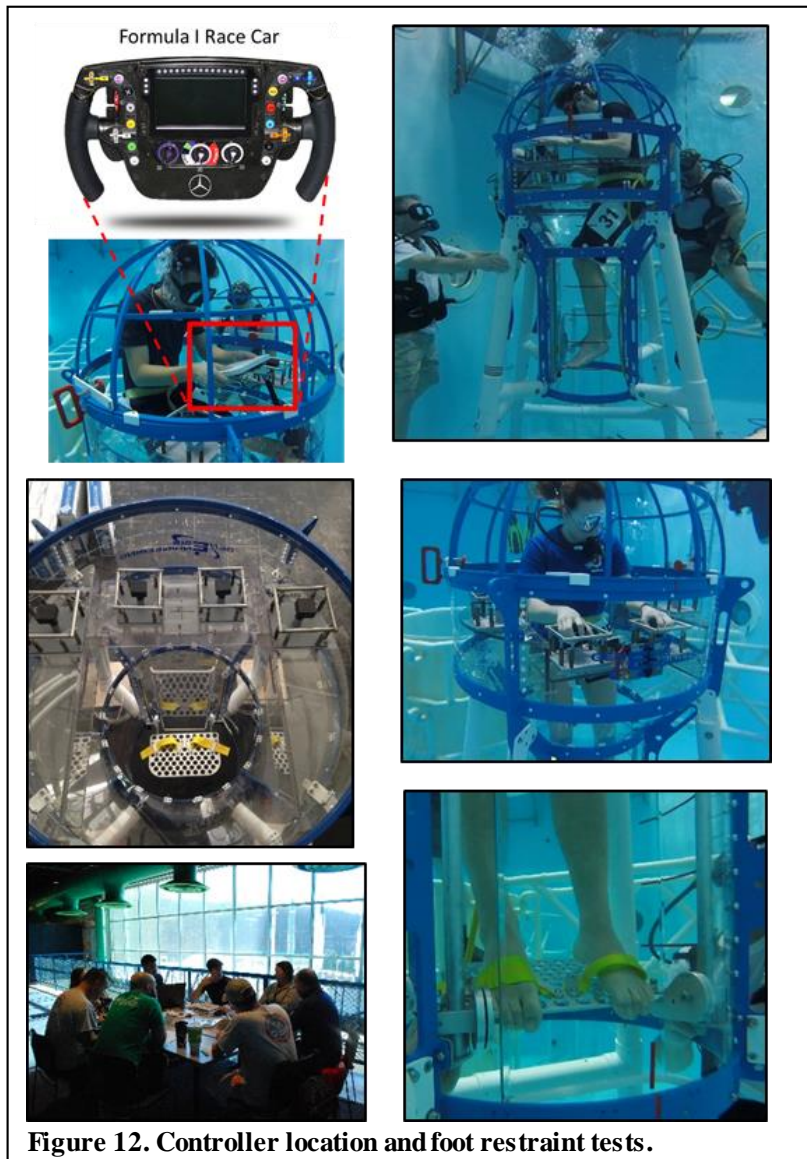 Formula I Race Car
31
Figure 12. Controller location and foot restraint tests.